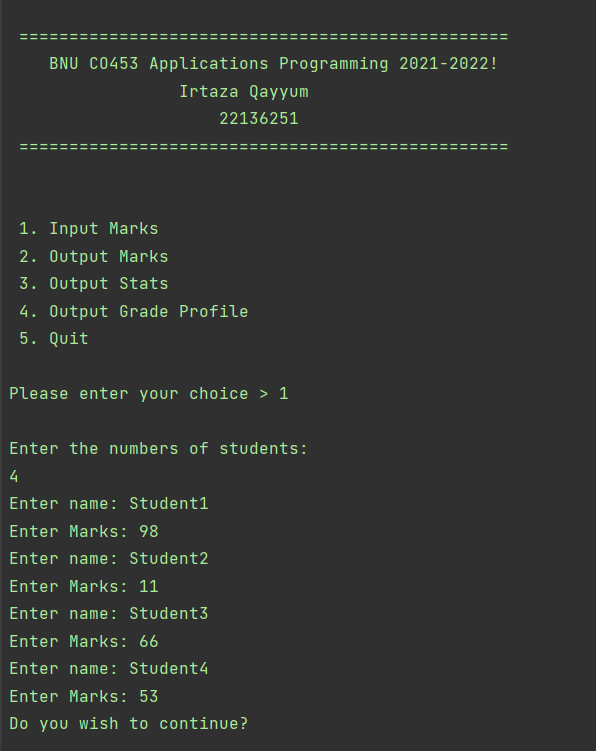 =================================================
BNU CO453 Applications Programming 2021-2022!
Irtaza Qayyum
22136251
=================================================
1. Input Marks
2. Output Marks
3. Output Stats
4. Output Grade Profile
5. Quit
Please enter your choice > 1
Enter the numbers of students:
4
Enter name: Student1
Enter Marks: 98
Enter name: Student2
Enter Marks: 11
Enter name: Student3
Enter Marks: 66
Enter name: Student4
Enter Marks: 53
Do you wish to continue?